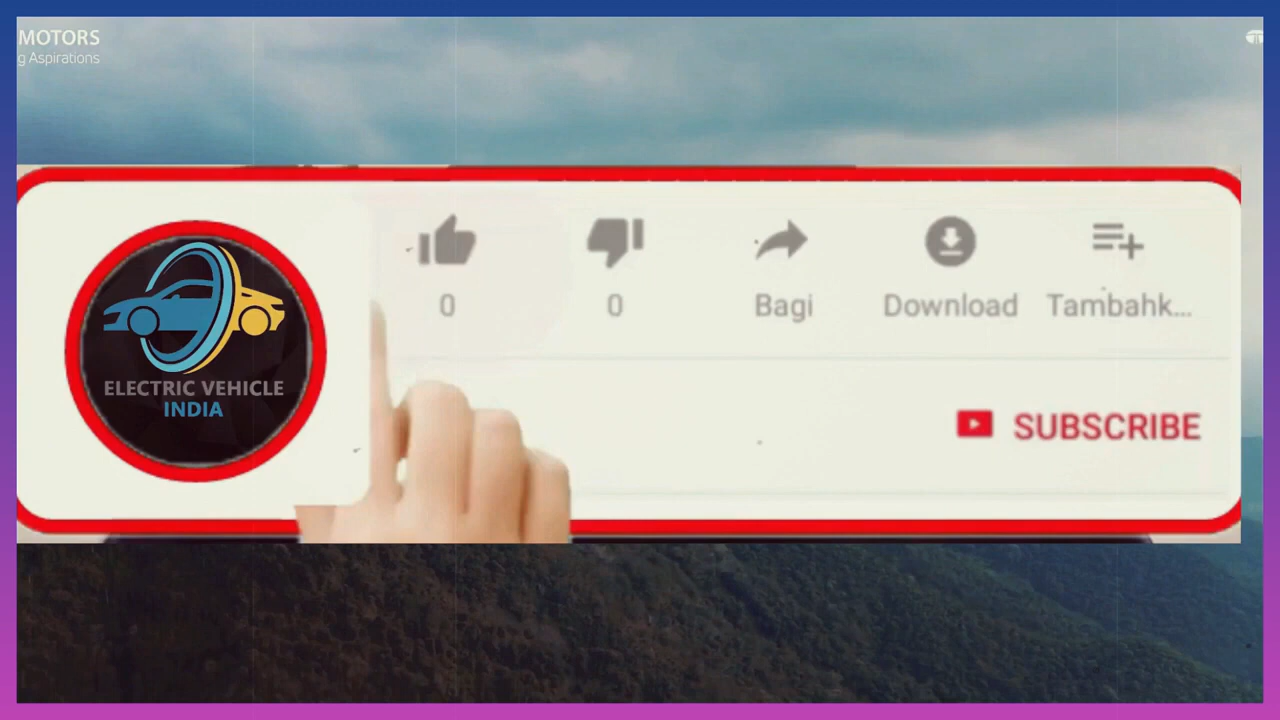 MOTORS
g Aspirations
0
0
Bagi
Download
Tambahk...
ELECTRIC VEHICLE
INDIA
SUBSCRIBE